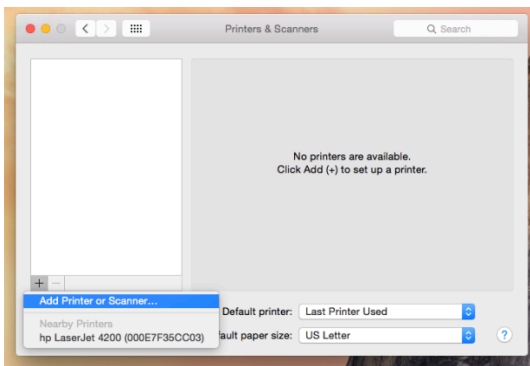 Printers & Scanners
Search
No printers are available.
Click Add (+) to set up a printer.
+ −
Add Printer or Scanner...
Nearby Printers
hp LaserJet 4200 (000E7F35CC03)
Default printer: Last Printer Used
fault paper size: US Letter
?